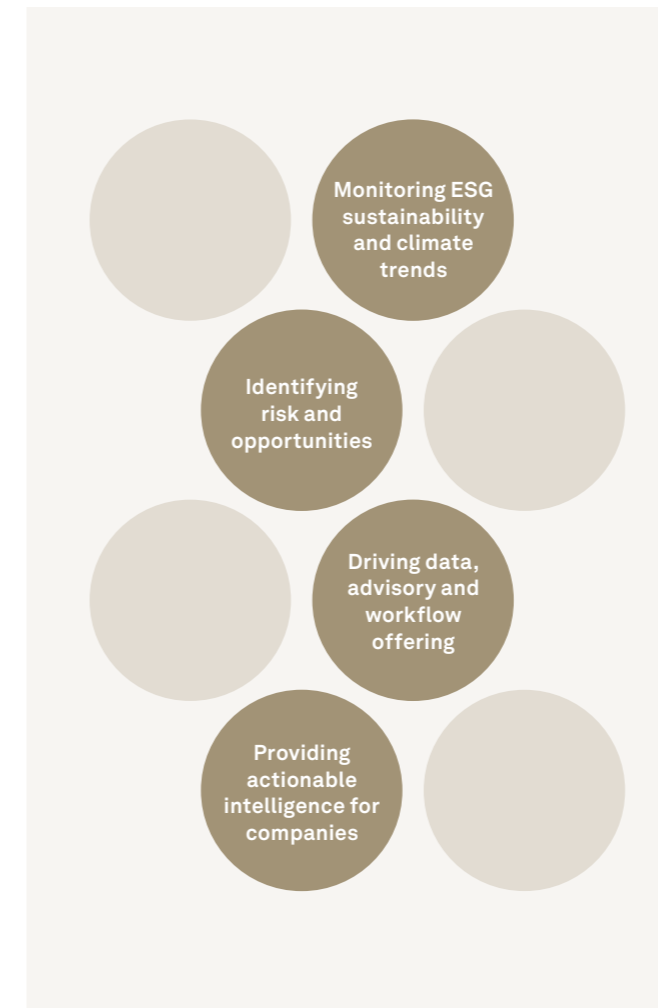 Monitoring ESG
sustainability
and climate
trends
Identifying
risk and
opportunities
Driving data,
advisory and
workflow
offering
Providing
actionable
intelligence for
companies